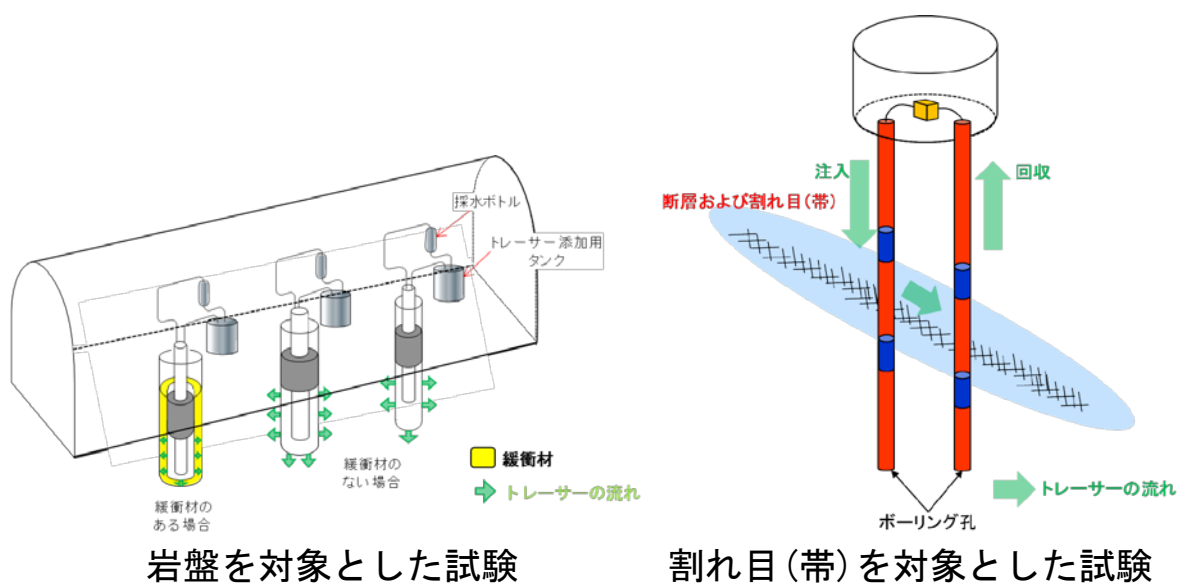 採水ボトル
トレーサー添加用
タンク
緩衝材の
ない場合
緩衝材の
ある場合
緩衝材
トレーサーの流れ
岩盤を対象とした試験
注入
回収
断層および割れ目(帯)
トレーサーの流れ
ボーリング孔
割れ目(帯)を対象とした試験